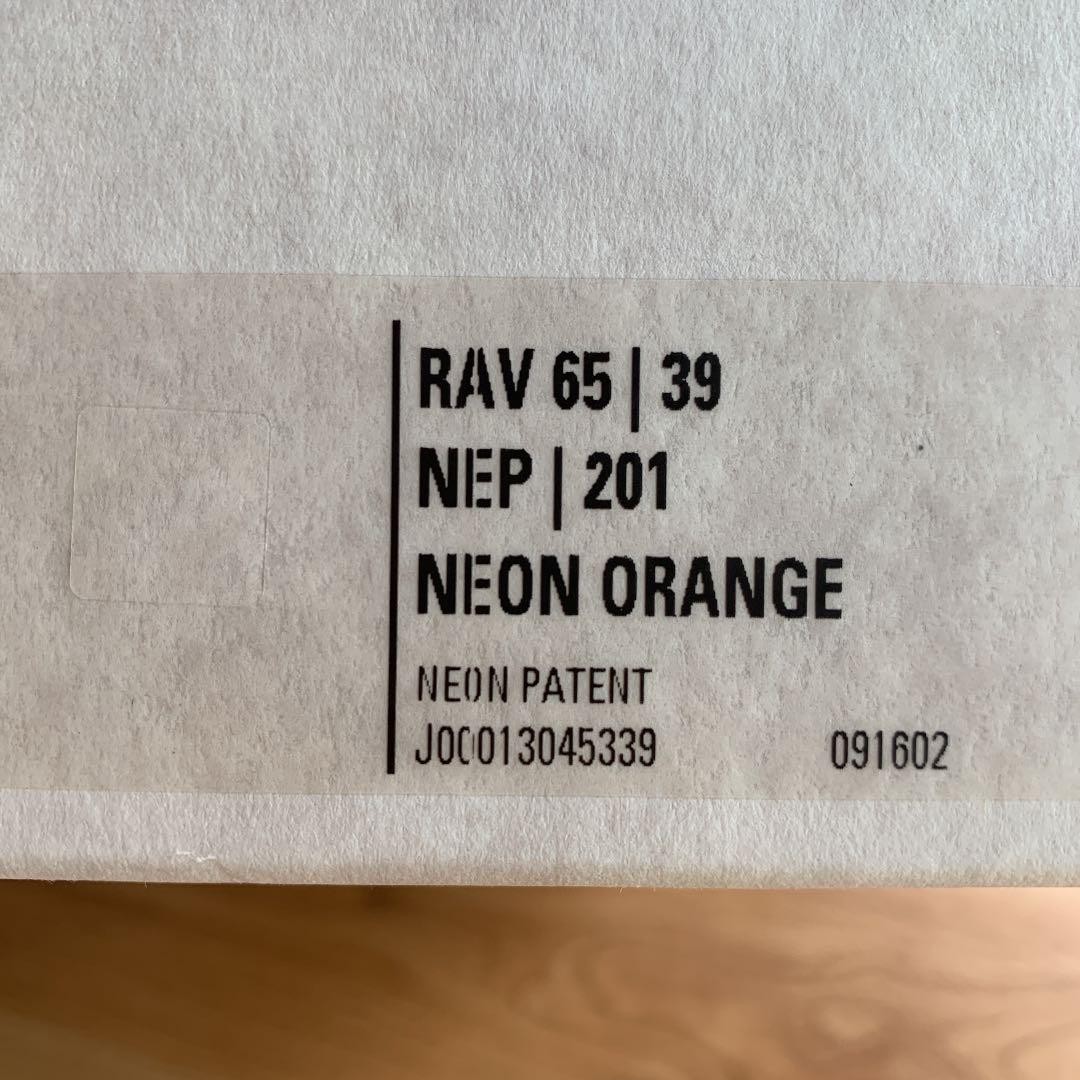 RAV 65 | 39
NEP | 201
NEON ORANGE
NEON PATENT
J00013045339 091602